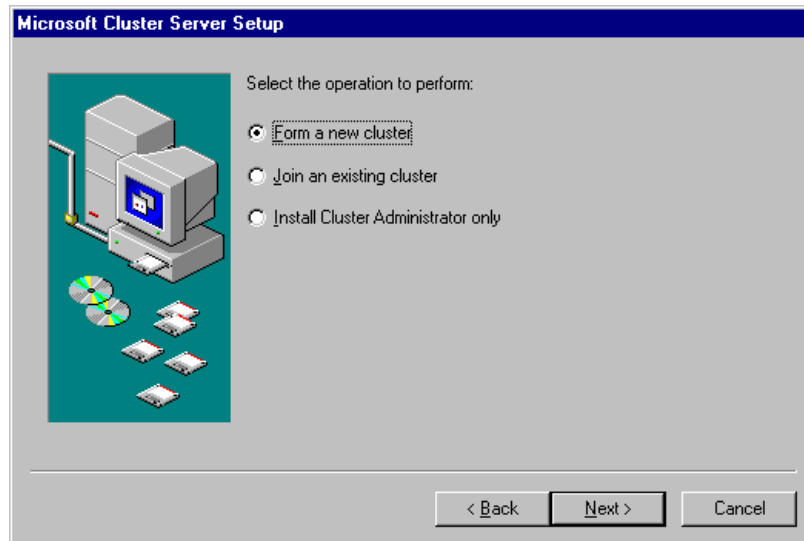 Microsoft Cluster Server Setup
Select the operation to perform:
Form a new cluster
Join an existing cluster
Install Cluster Administrator only
< Back
Next >
Cancel